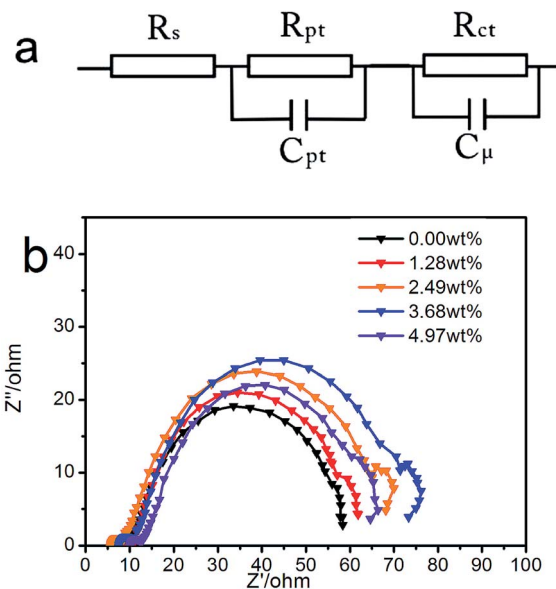 a
Rs Rpt Rct
Cpt Cμ
b
0.00wt%
1.28wt%
2.49wt%
3.68wt%
4.97wt%
Z''/ohm
40
30
20
10
0
0 10 20 30 40 50 60 70 80 90 100
Z'/ohm